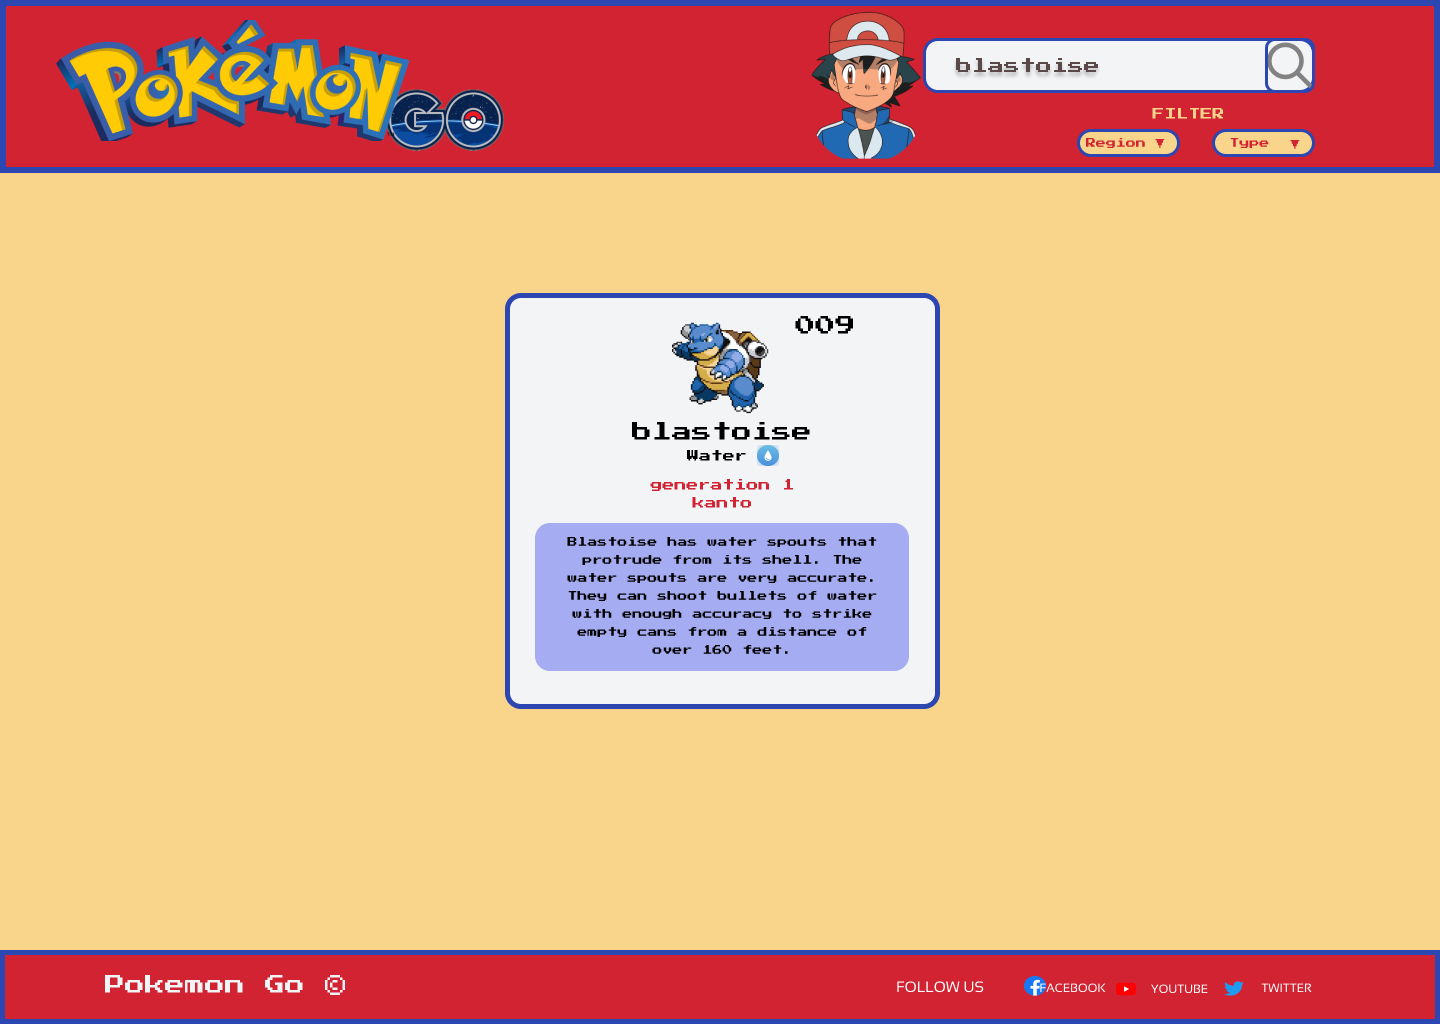 POKéMON
GO
blastoise
FILTER
Region ▼
Type ▼
009
blastoise
Water
generation 1
kanto
Blastoise has water spouts that
protrude from its shell. The
water spouts are very accurate.
They can shoot bullets of water
with enough accuracy to strike
empty cans from a distance of
over 160 feet.
Pokemon Go ©
FOLLOW US
FACEBOOK
YOUTUBE
TWITTER